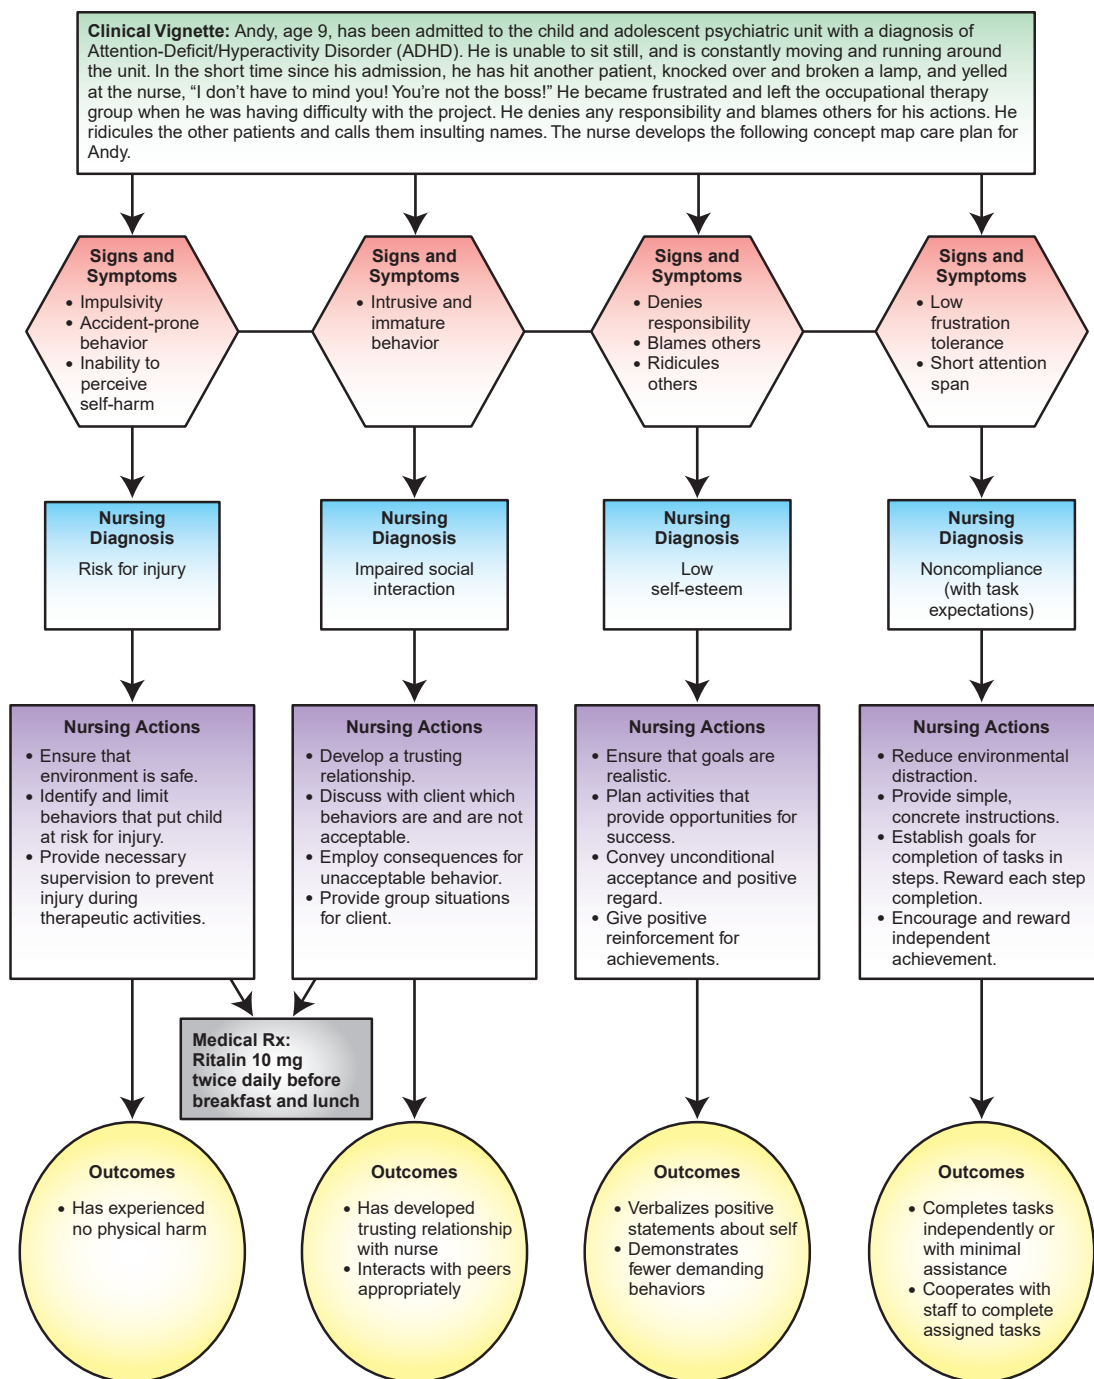 Clinical Vignette: Andy, age 9, has been admitted to the child and adolescent psychiatric unit with a diagnosis of
Attention-Deficit/Hyperactivity Disorder (ADHD). He is unable to sit still, and is constantly moving and running around
the unit. In the short time since his admission, he has hit another patient, knocked over and broken a lamp, and yelled
at the nurse, “I don’t have to mind you! You’re not the boss!” He became frustrated and left the occupational therapy
group when he was having difficulty with the project. He denies any responsibility and blames others for his actions. He
ridicules the other patients and calls them insulting names. The nurse develops the following concept map care plan for
Andy.
Signs and
Symptoms
• Impulsivity
• Accident-prone
behavior
• Inability to
perceive
self-harm
Signs and
Symptoms
• Intrusive and
immature
behavior
Signs and
Symptoms
• Denies
responsibility
• Blames others
• Ridicules
others
Signs and
Symptoms
• Low
frustration
tolerance
• Short attention
span
Nursing
Diagnosis
Risk for injury
Nursing
Diagnosis
Impaired social
interaction
Nursing
Diagnosis
Low
self-esteem
Nursing
Diagnosis
Noncompliance
(with task
expectations)
Nursing Actions
• Ensure that
environment is safe.
• Identify and limit
behaviors that put child
at risk for injury.
• Provide necessary
supervision to prevent
injury during
therapeutic activities.
Nursing Actions
• Develop a trusting
relationship.
• Discuss with client which
behaviors are and are not
acceptable.
• Employ consequences for
unacceptable behavior.
• Provide group situations
for client.
Nursing Actions
• Ensure that goals are
realistic.
• Plan activities that
provide opportunities for
success.
• Convey unconditional
acceptance and positive
regard.
• Give positive
reinforcement for
achievements.
Nursing Actions
• Reduce environmental
distraction.
• Provide simple,
concrete instructions.
• Establish goals for
completion of tasks in
steps. Reward each step
completion.
• Encourage and reward
independent
achievement.
Medical Rx:
Ritalin 10 mg
twice daily before
breakfast and lunch
Outcomes
• Has experienced
no physical harm
Outcomes
• Has developed
trusting relationship
with nurse
• Interacts with peers
appropriately
Outcomes
• Verbalizes positive
statements about self
• Demonstrates
fewer demanding
behaviors
Outcomes
• Completes tasks
independently or
with minimal
assistance
• Cooperates with
staff to complete
assigned tasks